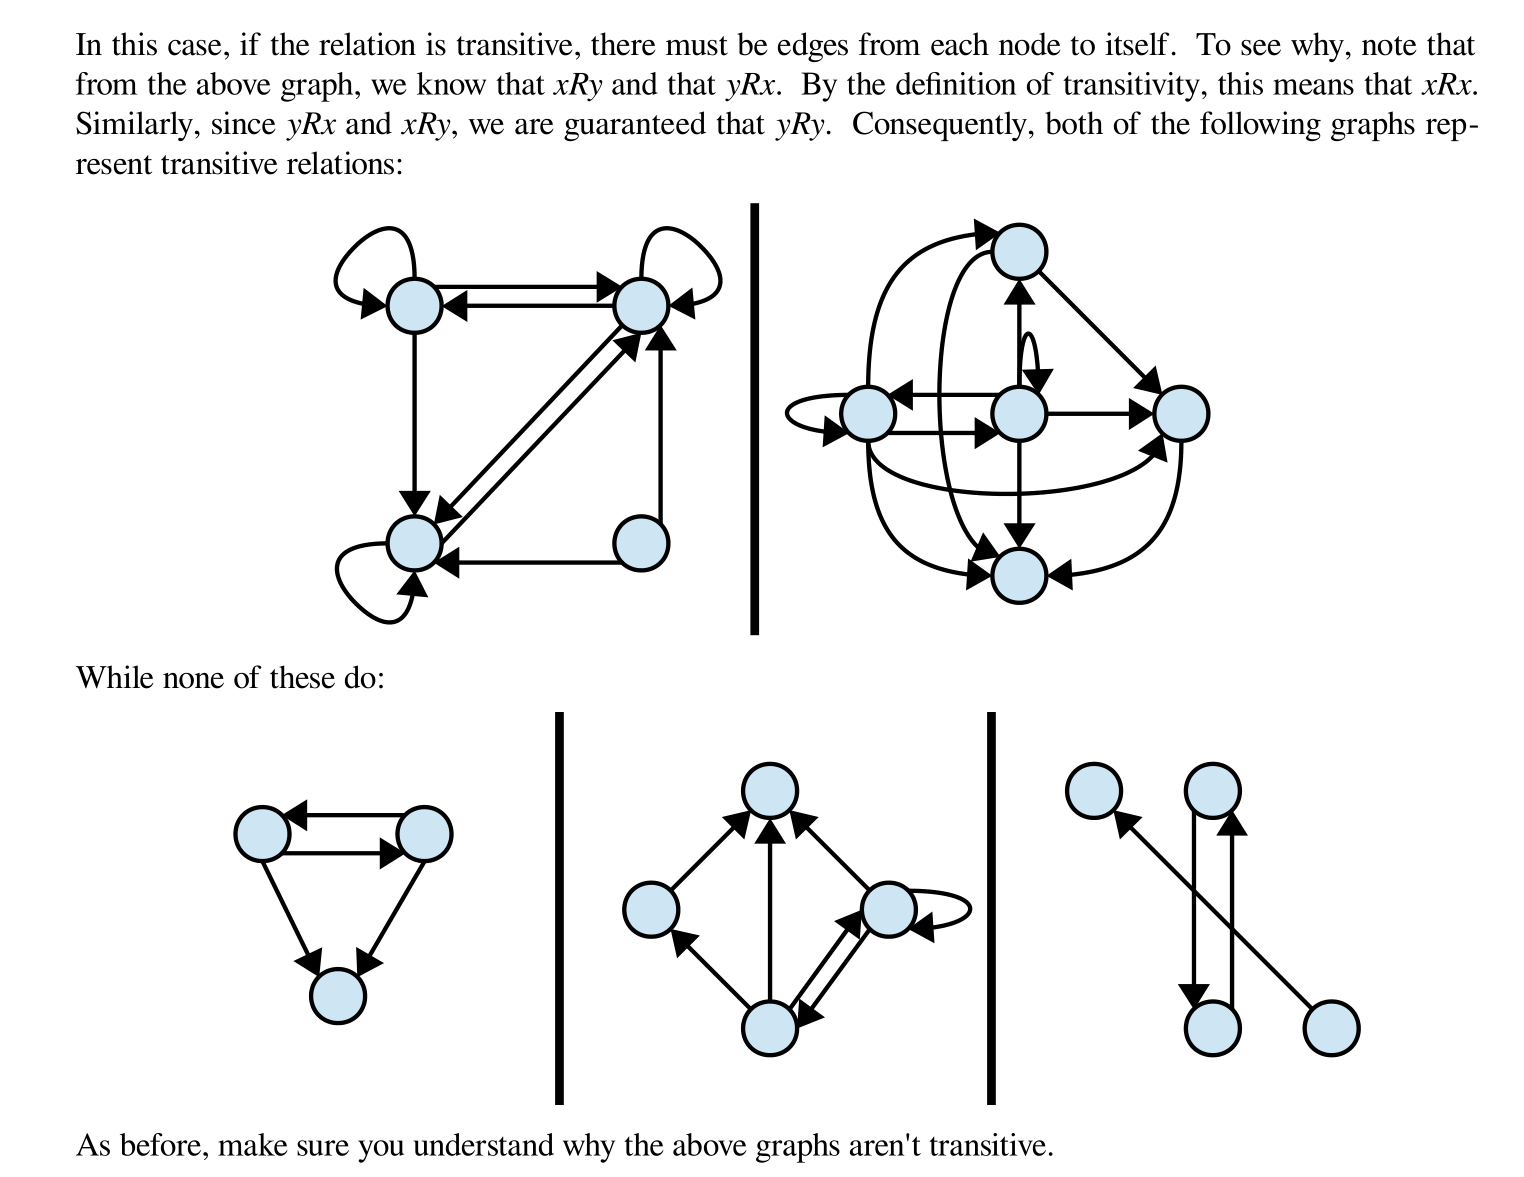 In this case, if the relation is transitive, there must be edges from each node to itself. To see why, note that
from the above graph, we know that xRy and that yRx. By the definition of transitivity, this means that xRx.
Similarly, since yRx and xRy, we are guaranteed that yRy. Consequently, both of the following graphs rep-
resent transitive relations:
While none of these do:
As before, make sure you understand why the above graphs aren't transitive.